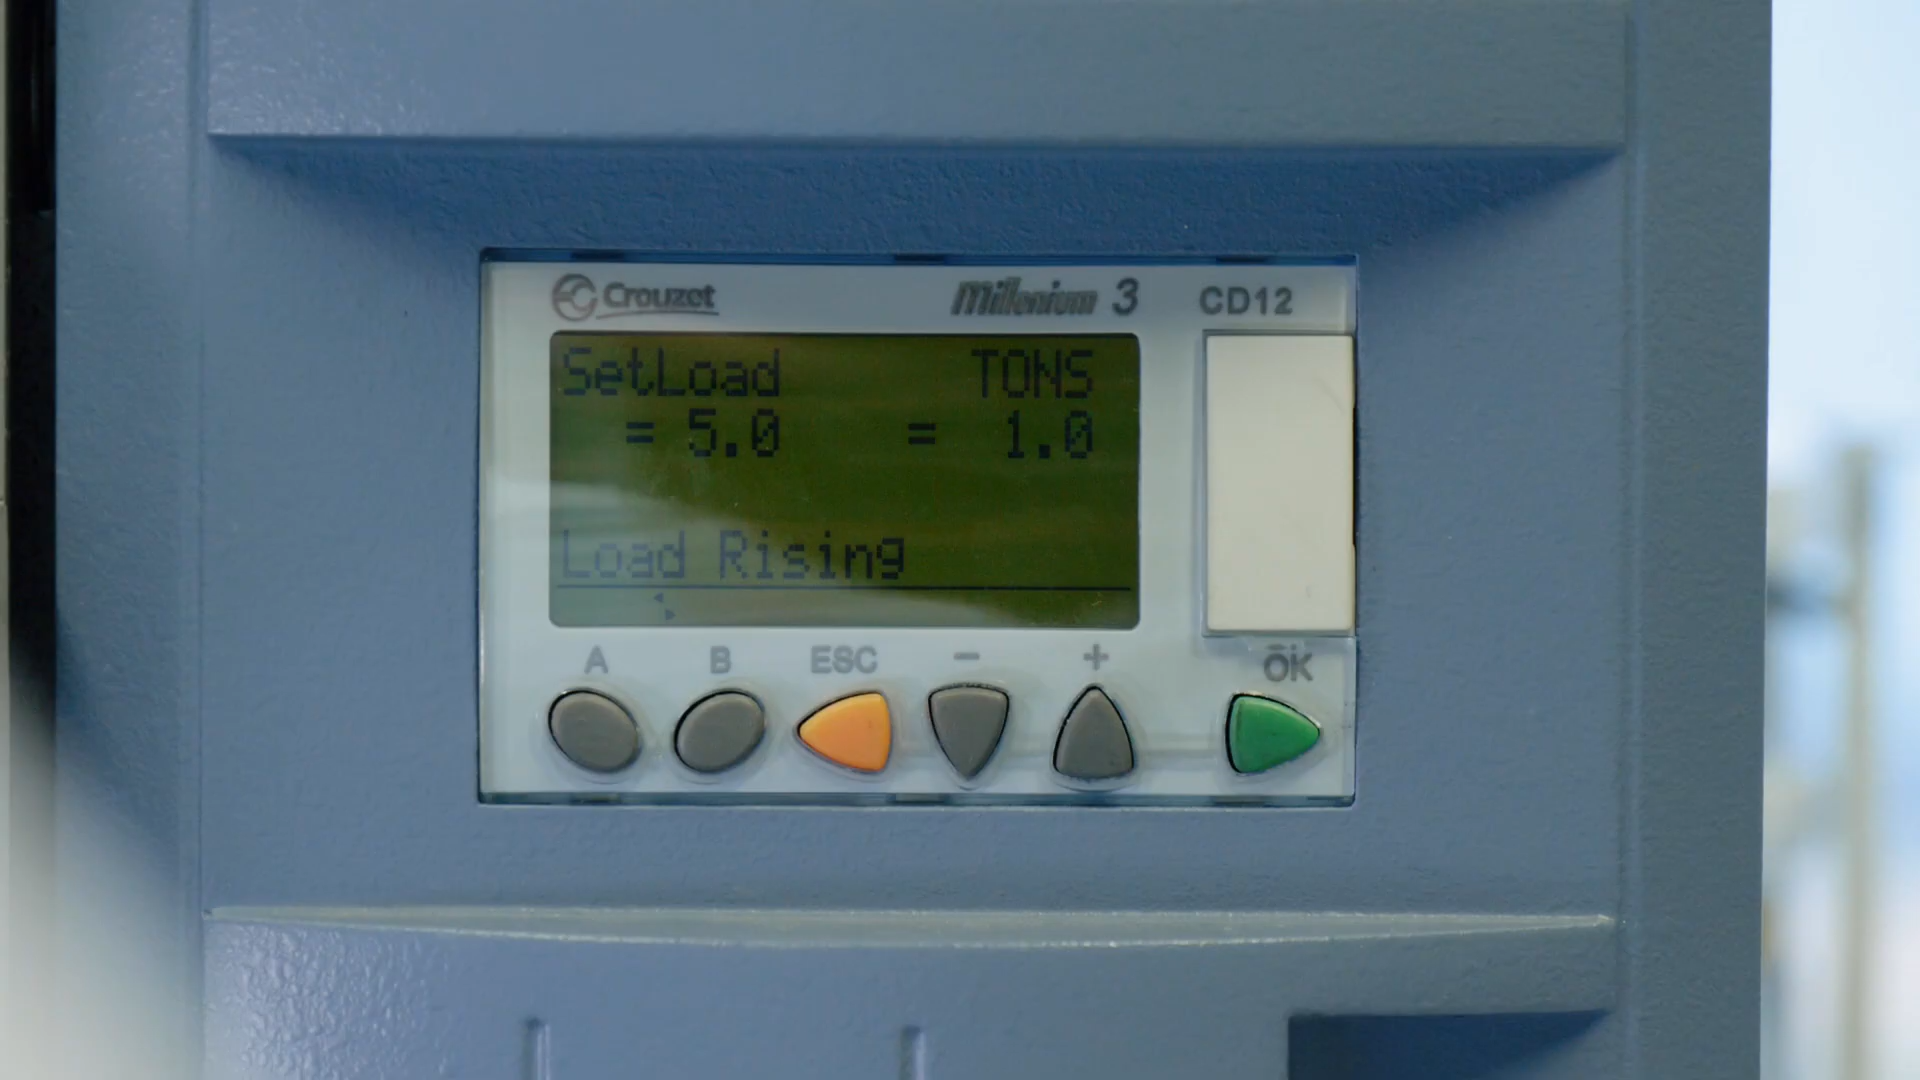 Crouzet Millenium 3 CD12
SetLoad TONS
= 5.0 = 1.0
Load Rising
A B ESC - + OK